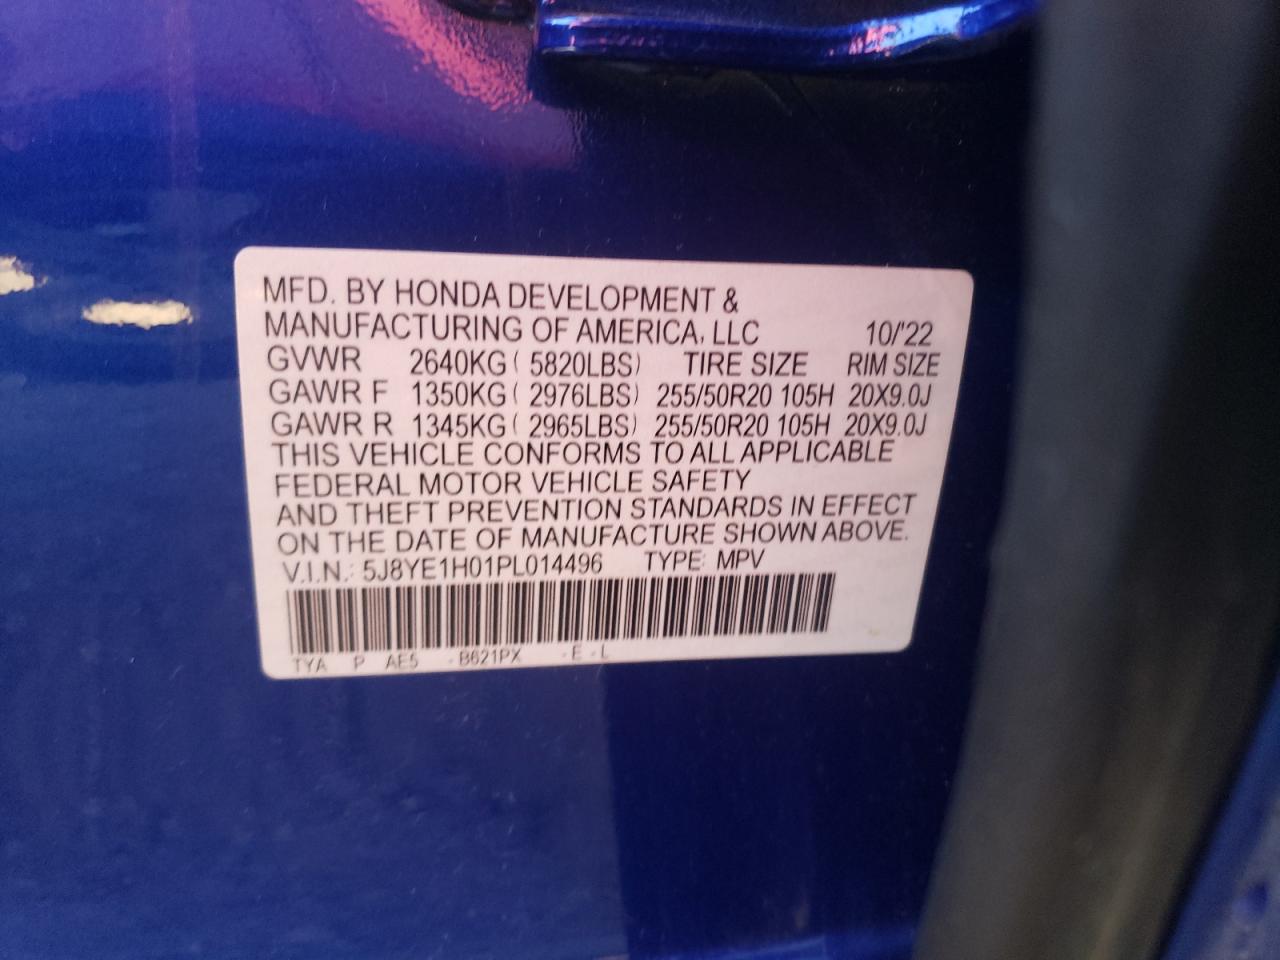 MFD. BY HONDA DEVELOPMENT &
MANUFACTURING OF AMERICA, LLC 10/'22
GVWR 2640KG ( 5820LBS) TIRE SIZE RIM SIZE
GAWR F 1350KG ( 2976LBS) 255/50R20 105H 20X9.0J
GAWR R 1345KG ( 2965LBS) 255/50R20 105H 20X9.0J
THIS VEHICLE CONFORMS TO ALL APPLICABLE
FEDERAL MOTOR VEHICLE SAFETY
AND THEFT PREVENTION STANDARDS IN EFFECT
ON THE DATE OF MANUFACTURE SHOWN ABOVE.
V.I.N.: 5J8YE1H01PL014496 TYPE: MPV
TYA P AE5 -B621PX -E -L